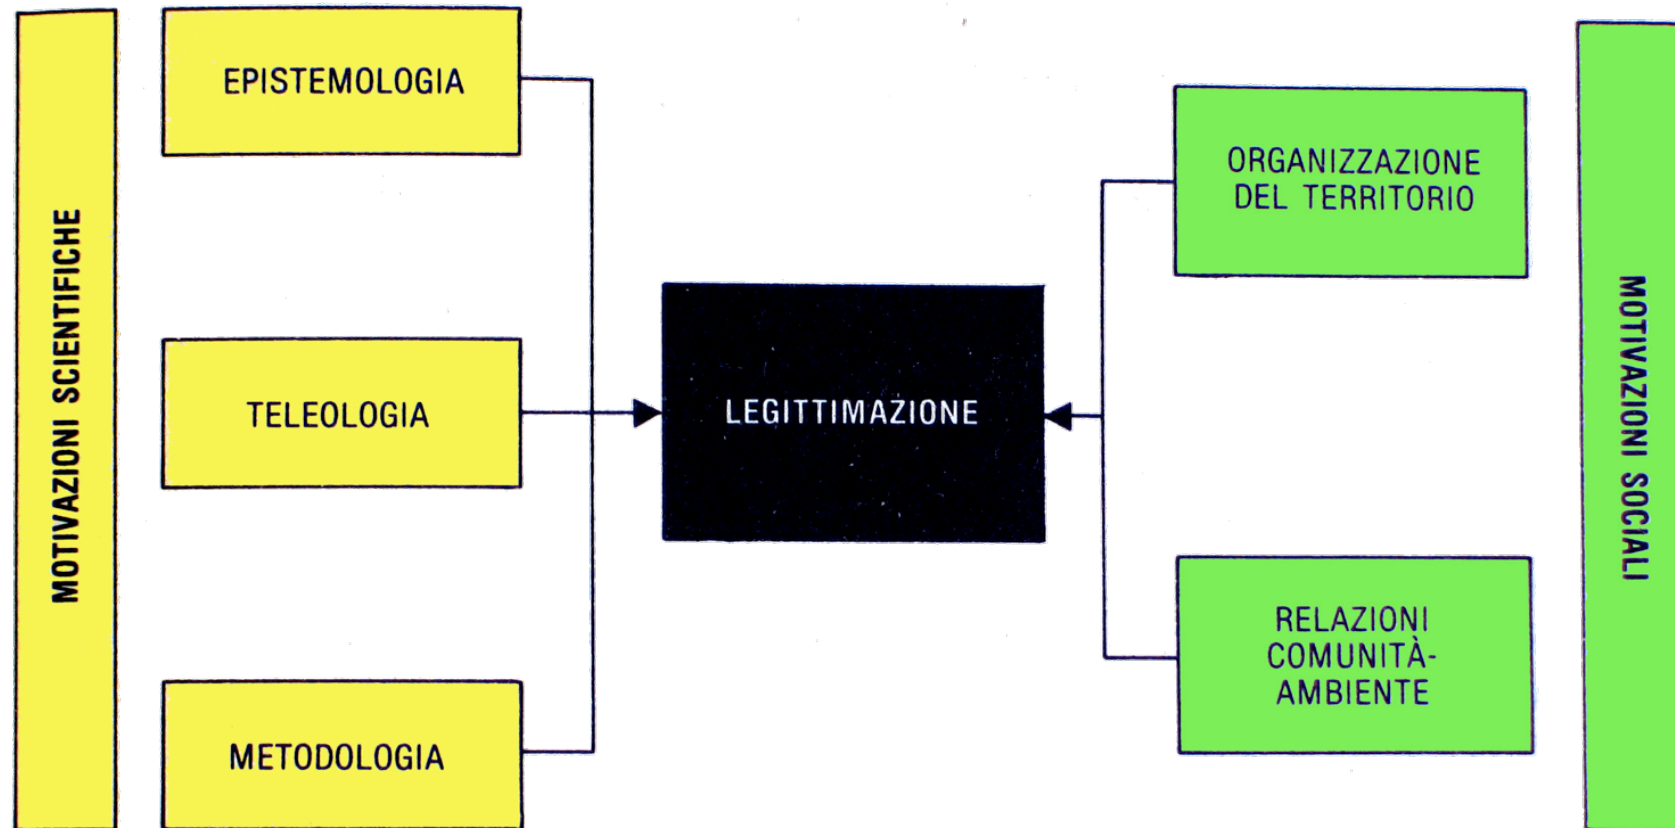 MOTIVAZIONI SCIENTIFICHE
EPISTEMOLOGIA
TELEOLOGIA
METODOLOGIA
LEGITTIMAZIONE
ORGANIZZAZIONE
DEL TERRITORIO
RELAZIONI
COMUNITÀ-
AMBIENTE
MOTIVAZIONI SOCIALI